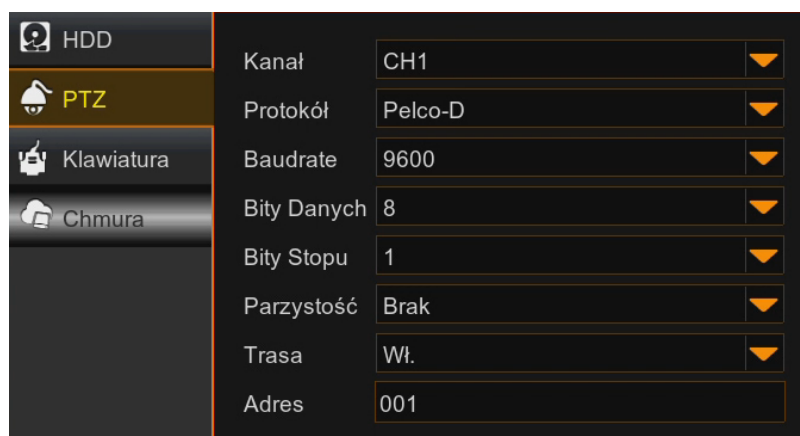 HDD
PTZ
Klawiatura
Chmura
Kanał CH1
Protokół Pelco-D
Baudrate 9600
Bity Danych 8
Bity Stopu 1
Parzystość Brak
Trasa Wł.
Adres 001